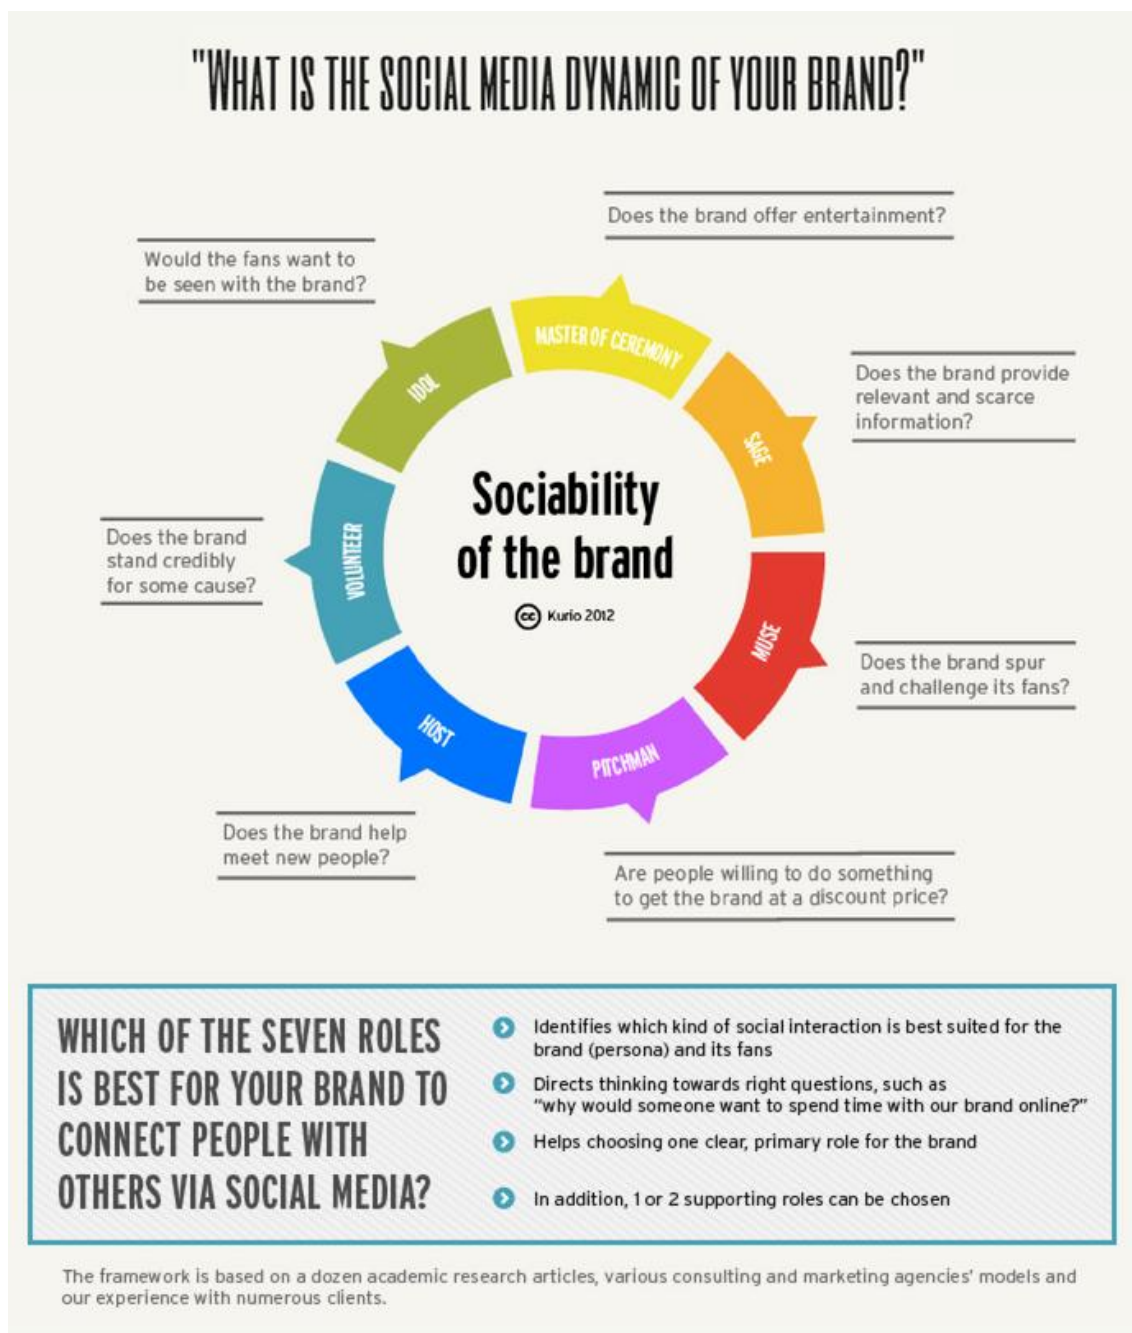 "WHAT IS THE SOCIAL MEDIA DYNAMIC OF YOUR BRAND?"
Does the brand offer entertainment?
Would the fans want to
be seen with the brand?
MASTER OF CEREMONY
IDOL
Does the brand provide
relevant and scarce
information?
SAGE
Sociability
of the brand
cc Kurio 2012
Does the brand
stand credibly
for some cause?
VOLUNTEER
MUSE
Does the brand spur
and challenge its fans?
HOST
PITCHMAN
Does the brand help
meet new people?
Are people willing to do something
to get the brand at a discount price?
WHICH OF THE SEVEN ROLES
IS BEST FOR YOUR BRAND TO
CONNECT PEOPLE WITH
OTHERS VIA SOCIAL MEDIA?
Identifies which kind of social interaction is best suited for the
brand (persona) and its fans
Directs thinking towards right questions, such as
“why would someone want to spend time with our brand online?”
Helps choosing one clear, primary role for the brand
In addition, 1 or 2 supporting roles can be chosen
The framework is based on a dozen academic research articles, various consulting and marketing agencies' models and
our experience with numerous clients.